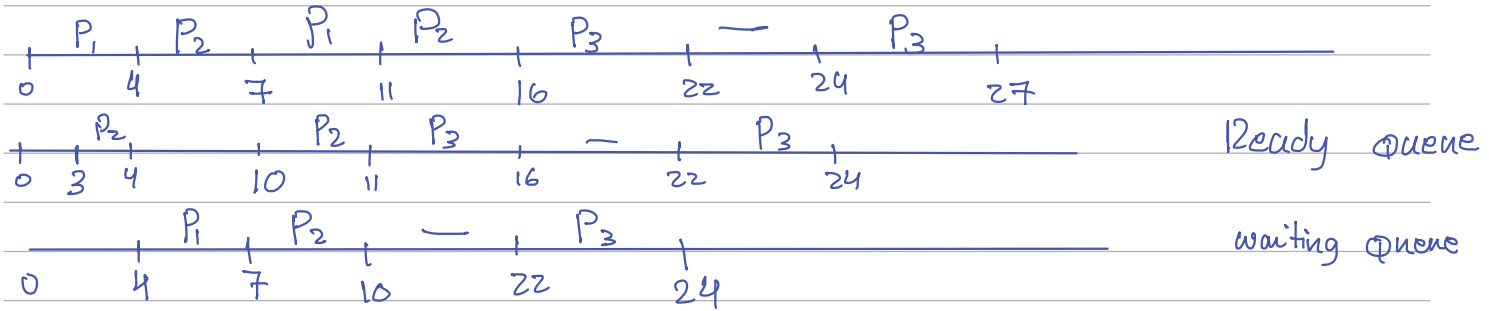 P₁ P₂ P₁ P₂ P₃ — P₃
0 4 7 11 16 22 24 27
P₂ P₂ P₃ — P₃ Ready Queue
0 3 4 10 11 16 22 24
P₁ P₂ — P₃ waiting Queue
0 4 7 10 22 24